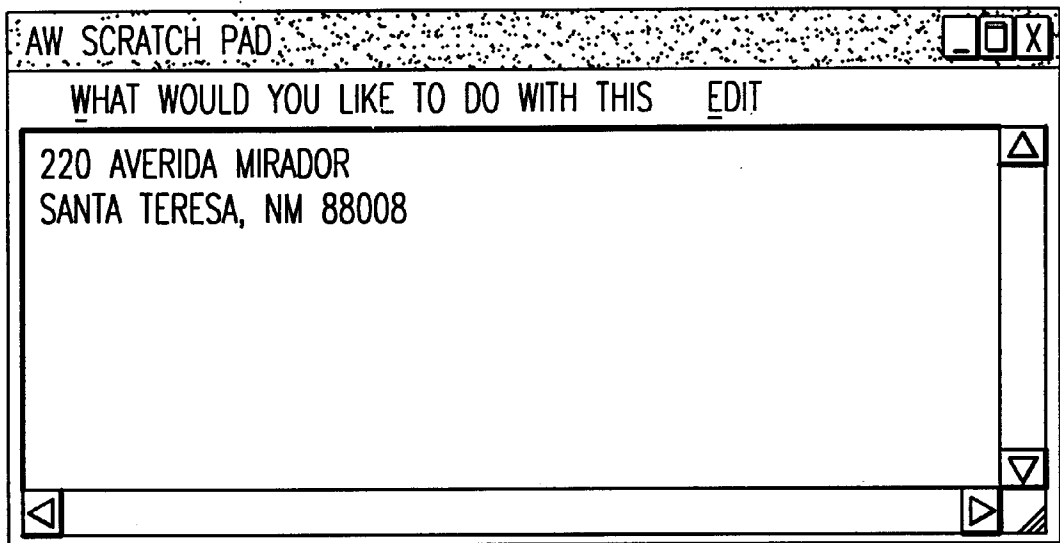 AW SCRATCH PAD
WHAT WOULD YOU LIKE TO DO WITH THIS EDIT
220 AVERIDA MIRADOR
SANTA TERESA, NM 88008